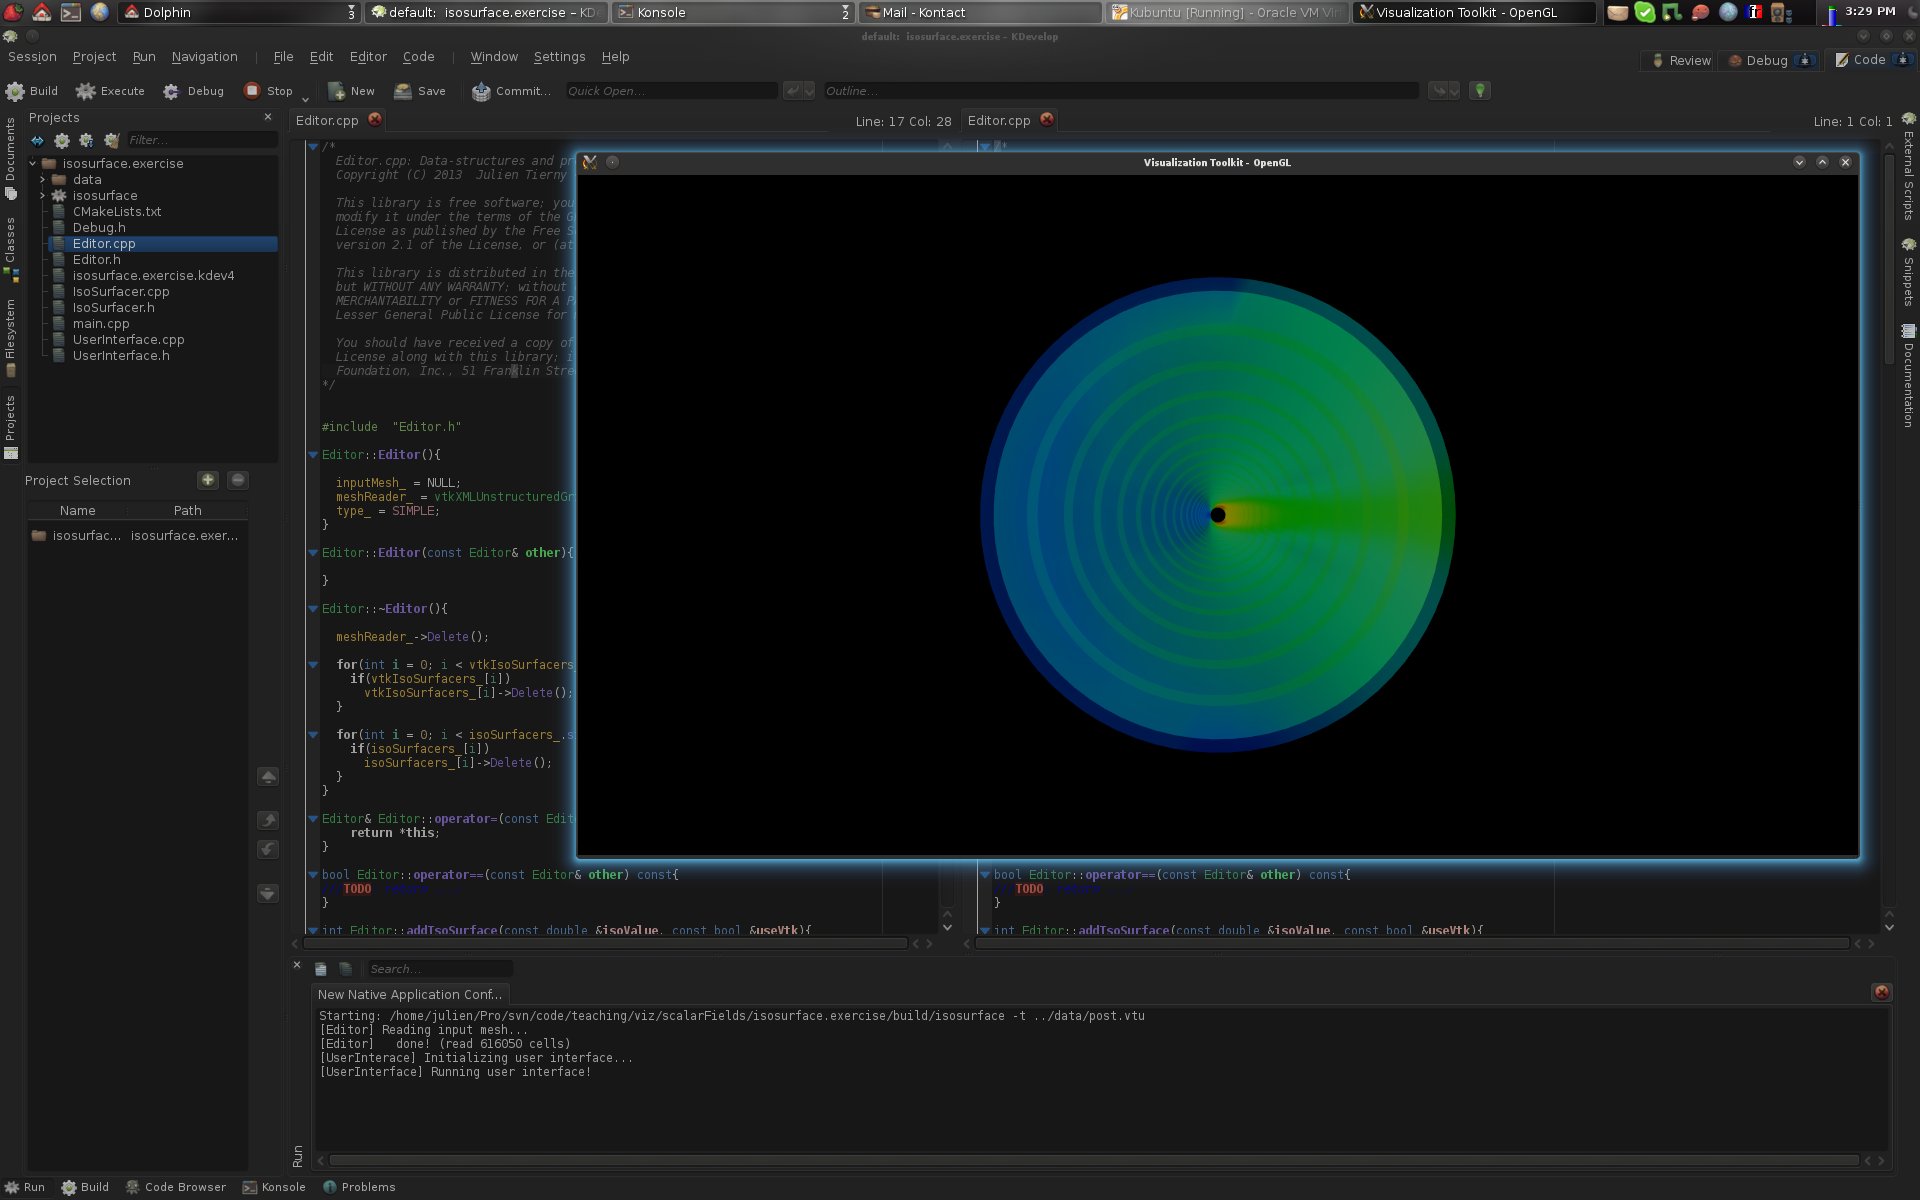 Dolphin 3
default: isosurface.exercise – KD
Konsole 2
Mail - Kontact
Kubuntu [Running] - Oracle VM Vir
Visualization Toolkit - OpenGL
3:29 PM
default: isosurface.exercise – KDevelop
Session Project Run Navigation | File Edit Editor Code | Window Settings Help
Review Debug Code
Build Execute Debug Stop New Save Commit... Quick Open... Outline...
Projects
Editor.cpp Line: 17 Col: 28
Editor.cpp Line: 1 Col: 1
Filter...
isosurface.exercise
data
isosurface
CMakeLists.txt
Debug.h
Editor.cpp
Editor.h
isosurface.exercise.kdev4
IsoSurfacer.cpp
IsoSurfacer.h
main.cpp
UserInterface.cpp
UserInterface.h
Documents
Classes
Filesystem
Projects
Project Selection
Name Path
isosurfac... isosurface.exer...
/*
Editor.cpp: Data-structures and pr
Copyright (C) 2013 Julien Tierny
This library is free software; you
modify it under the terms of the G
License as published by the Free S
version 2.1 of the License, or (at
This library is distributed in the
but WITHOUT ANY WARRANTY; without
MERCHANTABILITY or FITNESS FOR A P
Lesser General Public License for
You should have received a copy of
License along with this library; i
Foundation, Inc., 51 Franklin Stre
*/
#include "Editor.h"
Editor::Editor(){
inputMesh_ = NULL;
meshReader_ = vtkXMLUnstructuredGr
type_ = SIMPLE;
}
Editor::Editor(const Editor& other){
}
Editor::~Editor(){
meshReader_->Delete();
for(int i = 0; i < vtkIsoSurfacers_
if(vtkIsoSurfacers_[i])
vtkIsoSurfacers_[i]->Delete();
}
for(int i = 0; i < isoSurfacers_.s
if(isoSurfacers_[i])
isoSurfacers_[i]->Delete();
}
}
Editor& Editor::operator=(const Edit
return *this;
}
bool Editor::operator==(const Editor& other) const{
TODO
}
int Editor::addIsoSurface(const double &isoValue, const bool &useVtk){
/*
Visualization Toolkit - OpenGL
bool Editor::operator==(const Editor& other) const{
TODO
}
int Editor::addIsoSurface(const double &isoValue, const bool &useVtk){
External Scripts
Snippets
Documentation
Search...
New Native Application Conf...
Starting: /home/julien/Pro/svn/code/teaching/viz/scalarFields/isosurface.exercise/build/isosurface -t ../data/post.vtu
[Editor] Reading input mesh...
[Editor] done! (read 616050 cells)
[UserInterace] Initializing user interface...
[UserInterface] Running user interface!
Run
Run Build Code Browser Konsole Problems